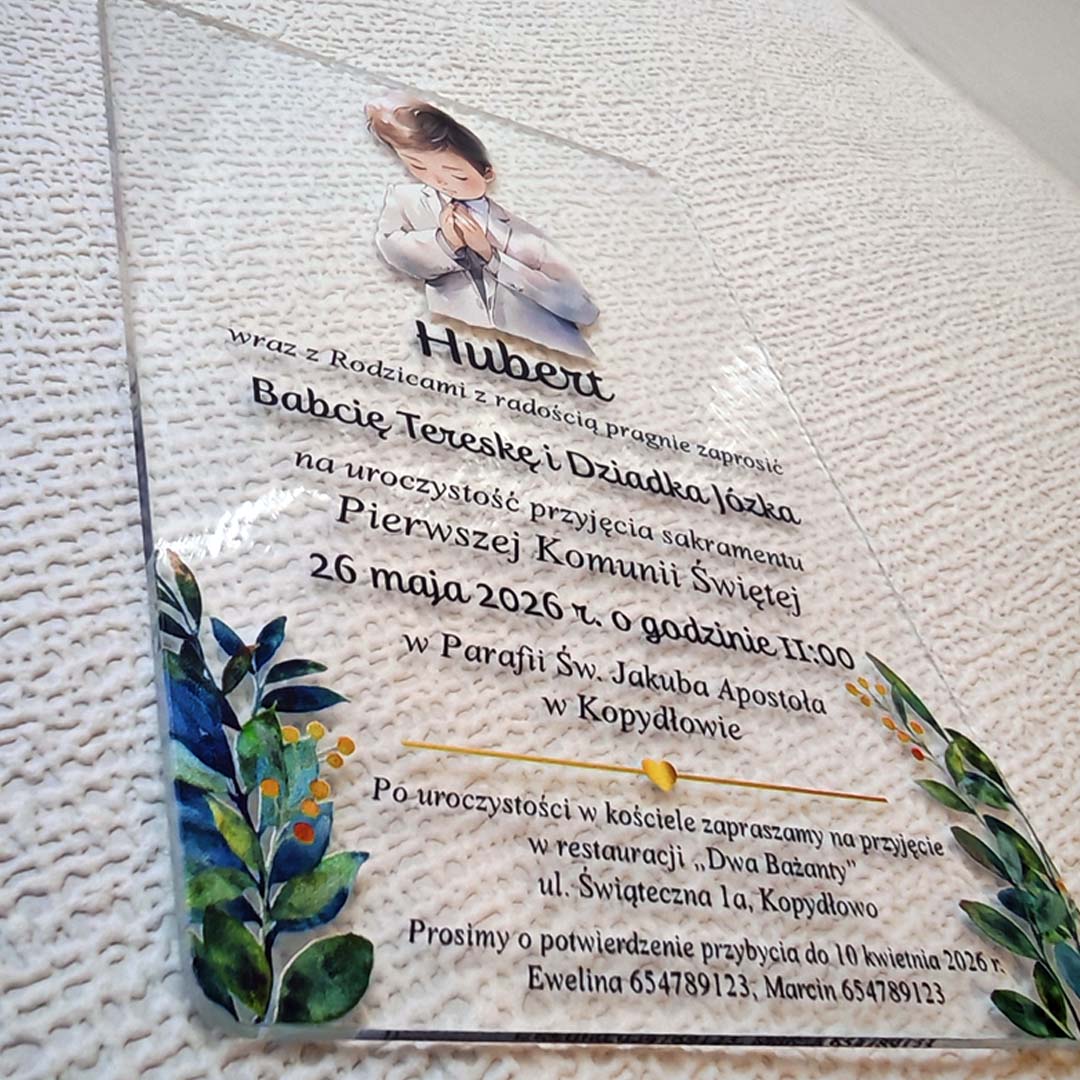 Hubert
wraz z Rodzicami z radością pragnie zaprosić
Babcię Tereskę i Dziadka Józka
na uroczystość przyjęcia sakramentu
Pierwszej Komunii Świętej
26 maja 2026 r. o godzinie 11:00
w Parafii Św. Jakuba Apostoła
w Kopydłowie
Po uroczystości w kościele zapraszamy na przyjęcie
w restauracji „Dwa Bażanty"
ul. Świąteczna 1a, Kopydłowo
Prosimy o potwierdzenie przybycia do 10 kwietnia 2026 r.
Ewelina 654789123, Marcin 654789123